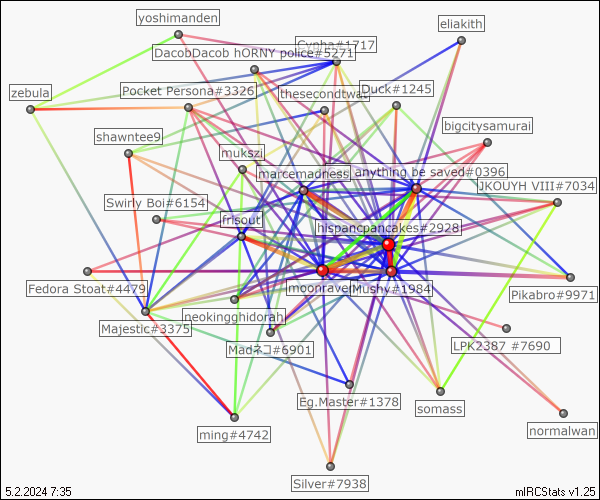 yoshimanden
eliakith
Cypha#1717
DacobDacob hORNY police#5271
zebula
Pocket Persona#3326
thesecondtwan
Duck#1245
bigcitysamurai
shawntee9
mukszi
marcemadness
anything be saved#0396
JKOUYH VIII#7034
Swirly Boi#6154
frisout
hispancpancakes#2928
Fedora Stoat#4479
moonraven
Mushy#1984
Pikabro#9971
neokingghidorah
Majestic#3375
Madネコ#6901
LPK2387 #7690
Eg.Master#1378
somass
normalwan
ming#4742
Silver#7938
5.2.2024 7:35
mIRCStats v1.25